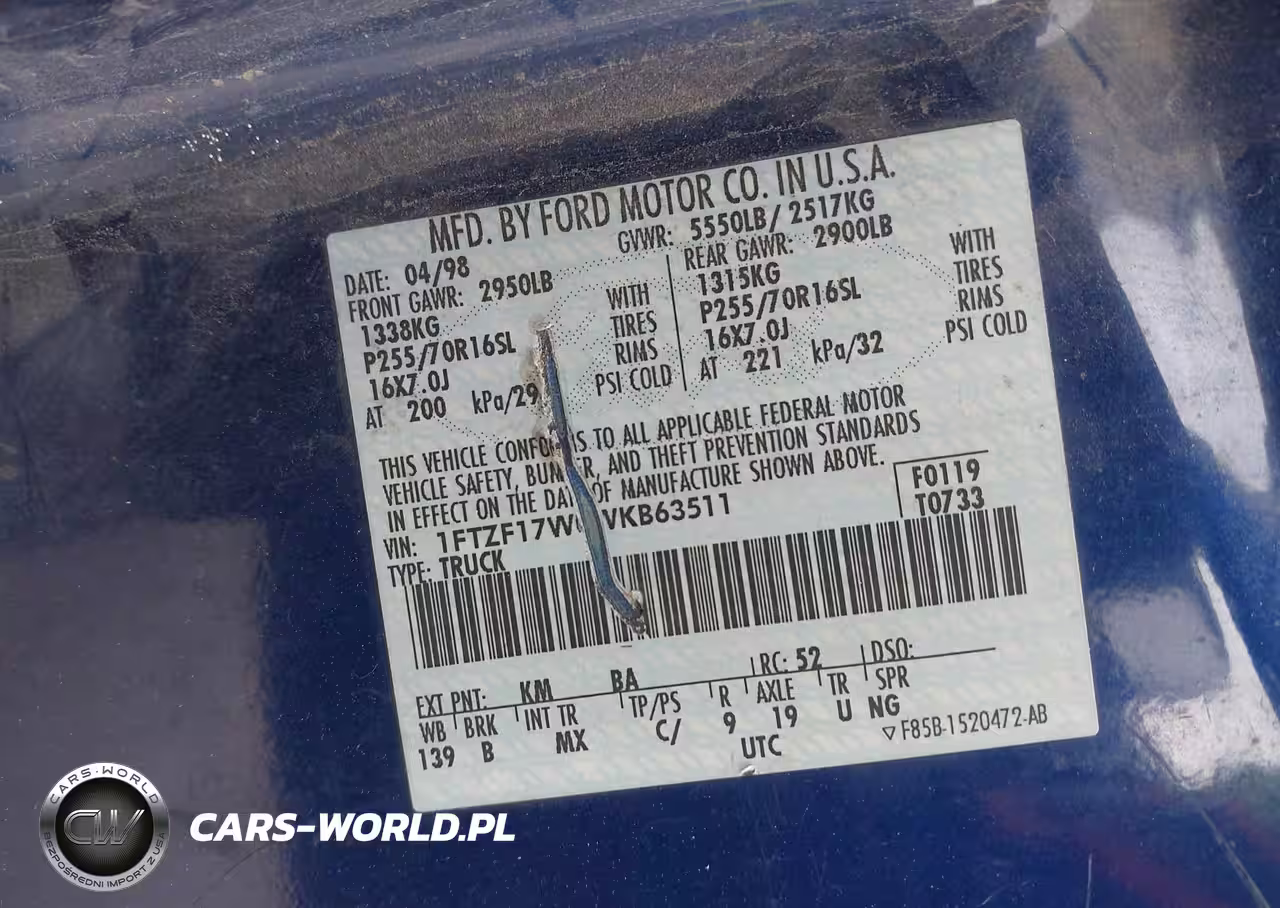 MFD. BY FORD MOTOR CO. IN U.S.A.
DATE: 04/98 GVWR: 5550LB/ 2517KG
FRONT GAWR: 2950LB REAR GAWR: 2900LB
1338KG WITH 1315KG WITH
P255/70R16SL TIRES P255/70R16SL TIRES
16X7.0J RIMS 16X7.0J RIMS
AT 200 kPa/29 PSI COLD AT 221 kPa/32 PSI COLD
THIS VEHICLE TO ALL APPLICABLE FEDERAL MOTOR
VEHICLE SAFETY, AND THEFT PREVENTION STANDARDS
IN EFFECT ON THE OF MANUFACTURE SHOWN ABOVE.
VIN: 1FTZF17W VKB63511 F0119
TYPE: TRUCK T0733
EXT PNT: KM BA RC: 52 DSO:
WB BRK INT TR TP/PS R AXLE TR SPR
139 B MX C/ 9 19 U NG
UTC ▽ F85B-1520472-AB
CARS-WORLD
CW
BEZPOŚREDNI IMPORT Z USA
CARS-WORLD.PL